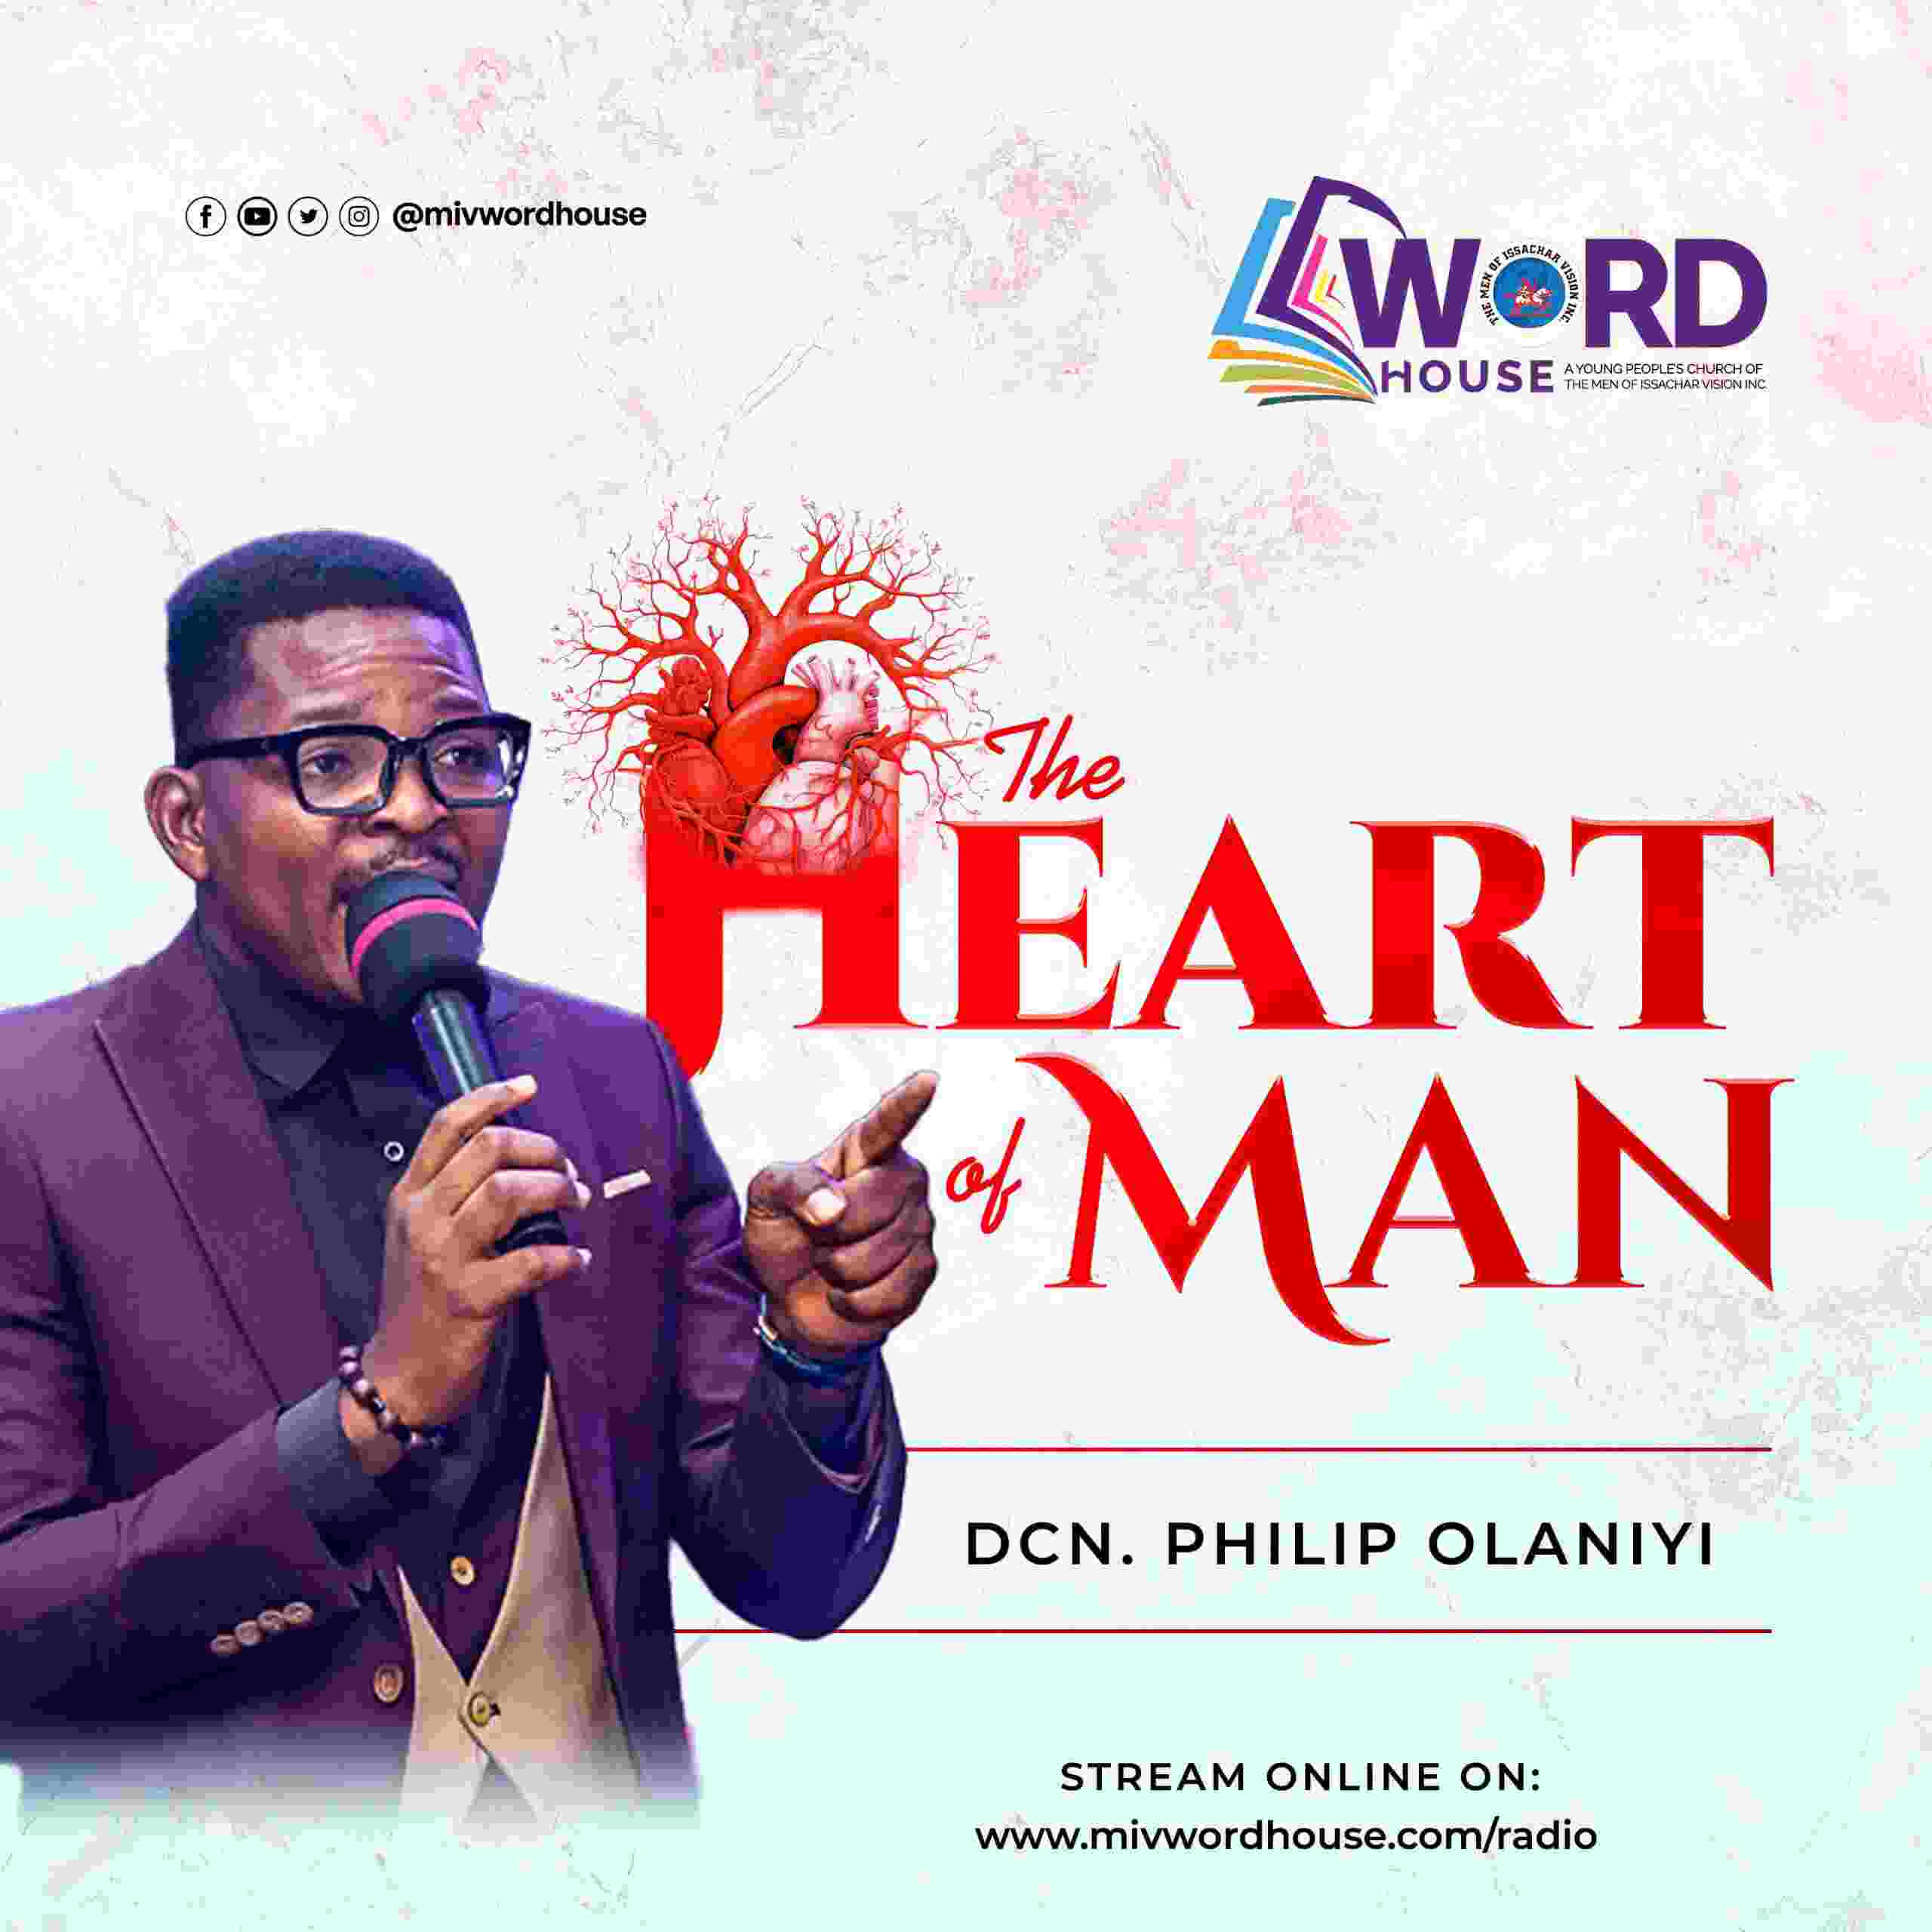 @mivwordhouse
THE MEN OF ISSACHAR VISION INC.
WORD
HOUSE
A YOUNG PEOPLE'S CHURCH OF
THE MEN OF ISSACHAR VISION INC.
The
HEART
of MAN
DCN. PHILIP OLANIYI
STREAM ONLINE ON:
www.mivwordhouse.com/radio